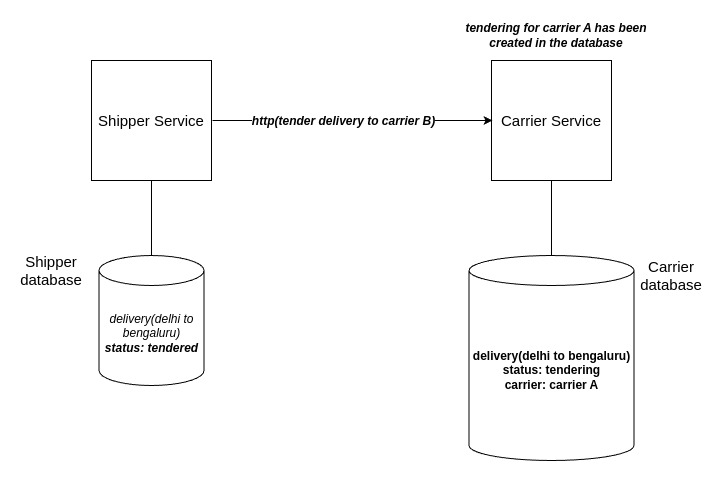 tendering for carrier A has been
created in the database
Shipper Service
http(tender delivery to carrier B)
Carrier Service
Shipper
database
delivery(delhi to
bengaluru)
status: tendered
Carrier
database
delivery(delhi to bengaluru)
status: tendering
carrier: carrier A